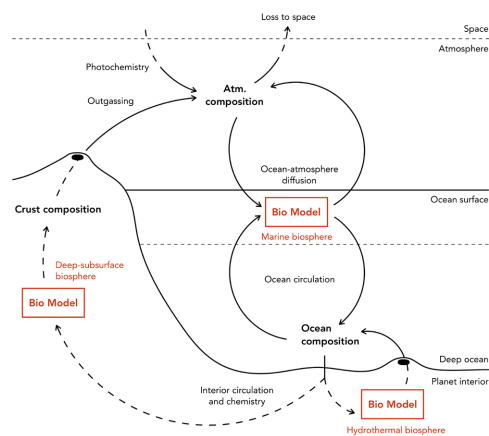 Loss to space
Space
Atmosphere
Photochemistry
Atm.
composition
Outgassing
Ocean-atmosphere
diffusion
Ocean surface
Crust composition
Bio Model
Marine biosphere
Deep-subsurface
biosphere
Ocean circulation
Bio Model
Ocean
composition
Deep ocean
Planet interior
Interior circulation
and chemistry
Bio Model
Hydrothermal biosphere